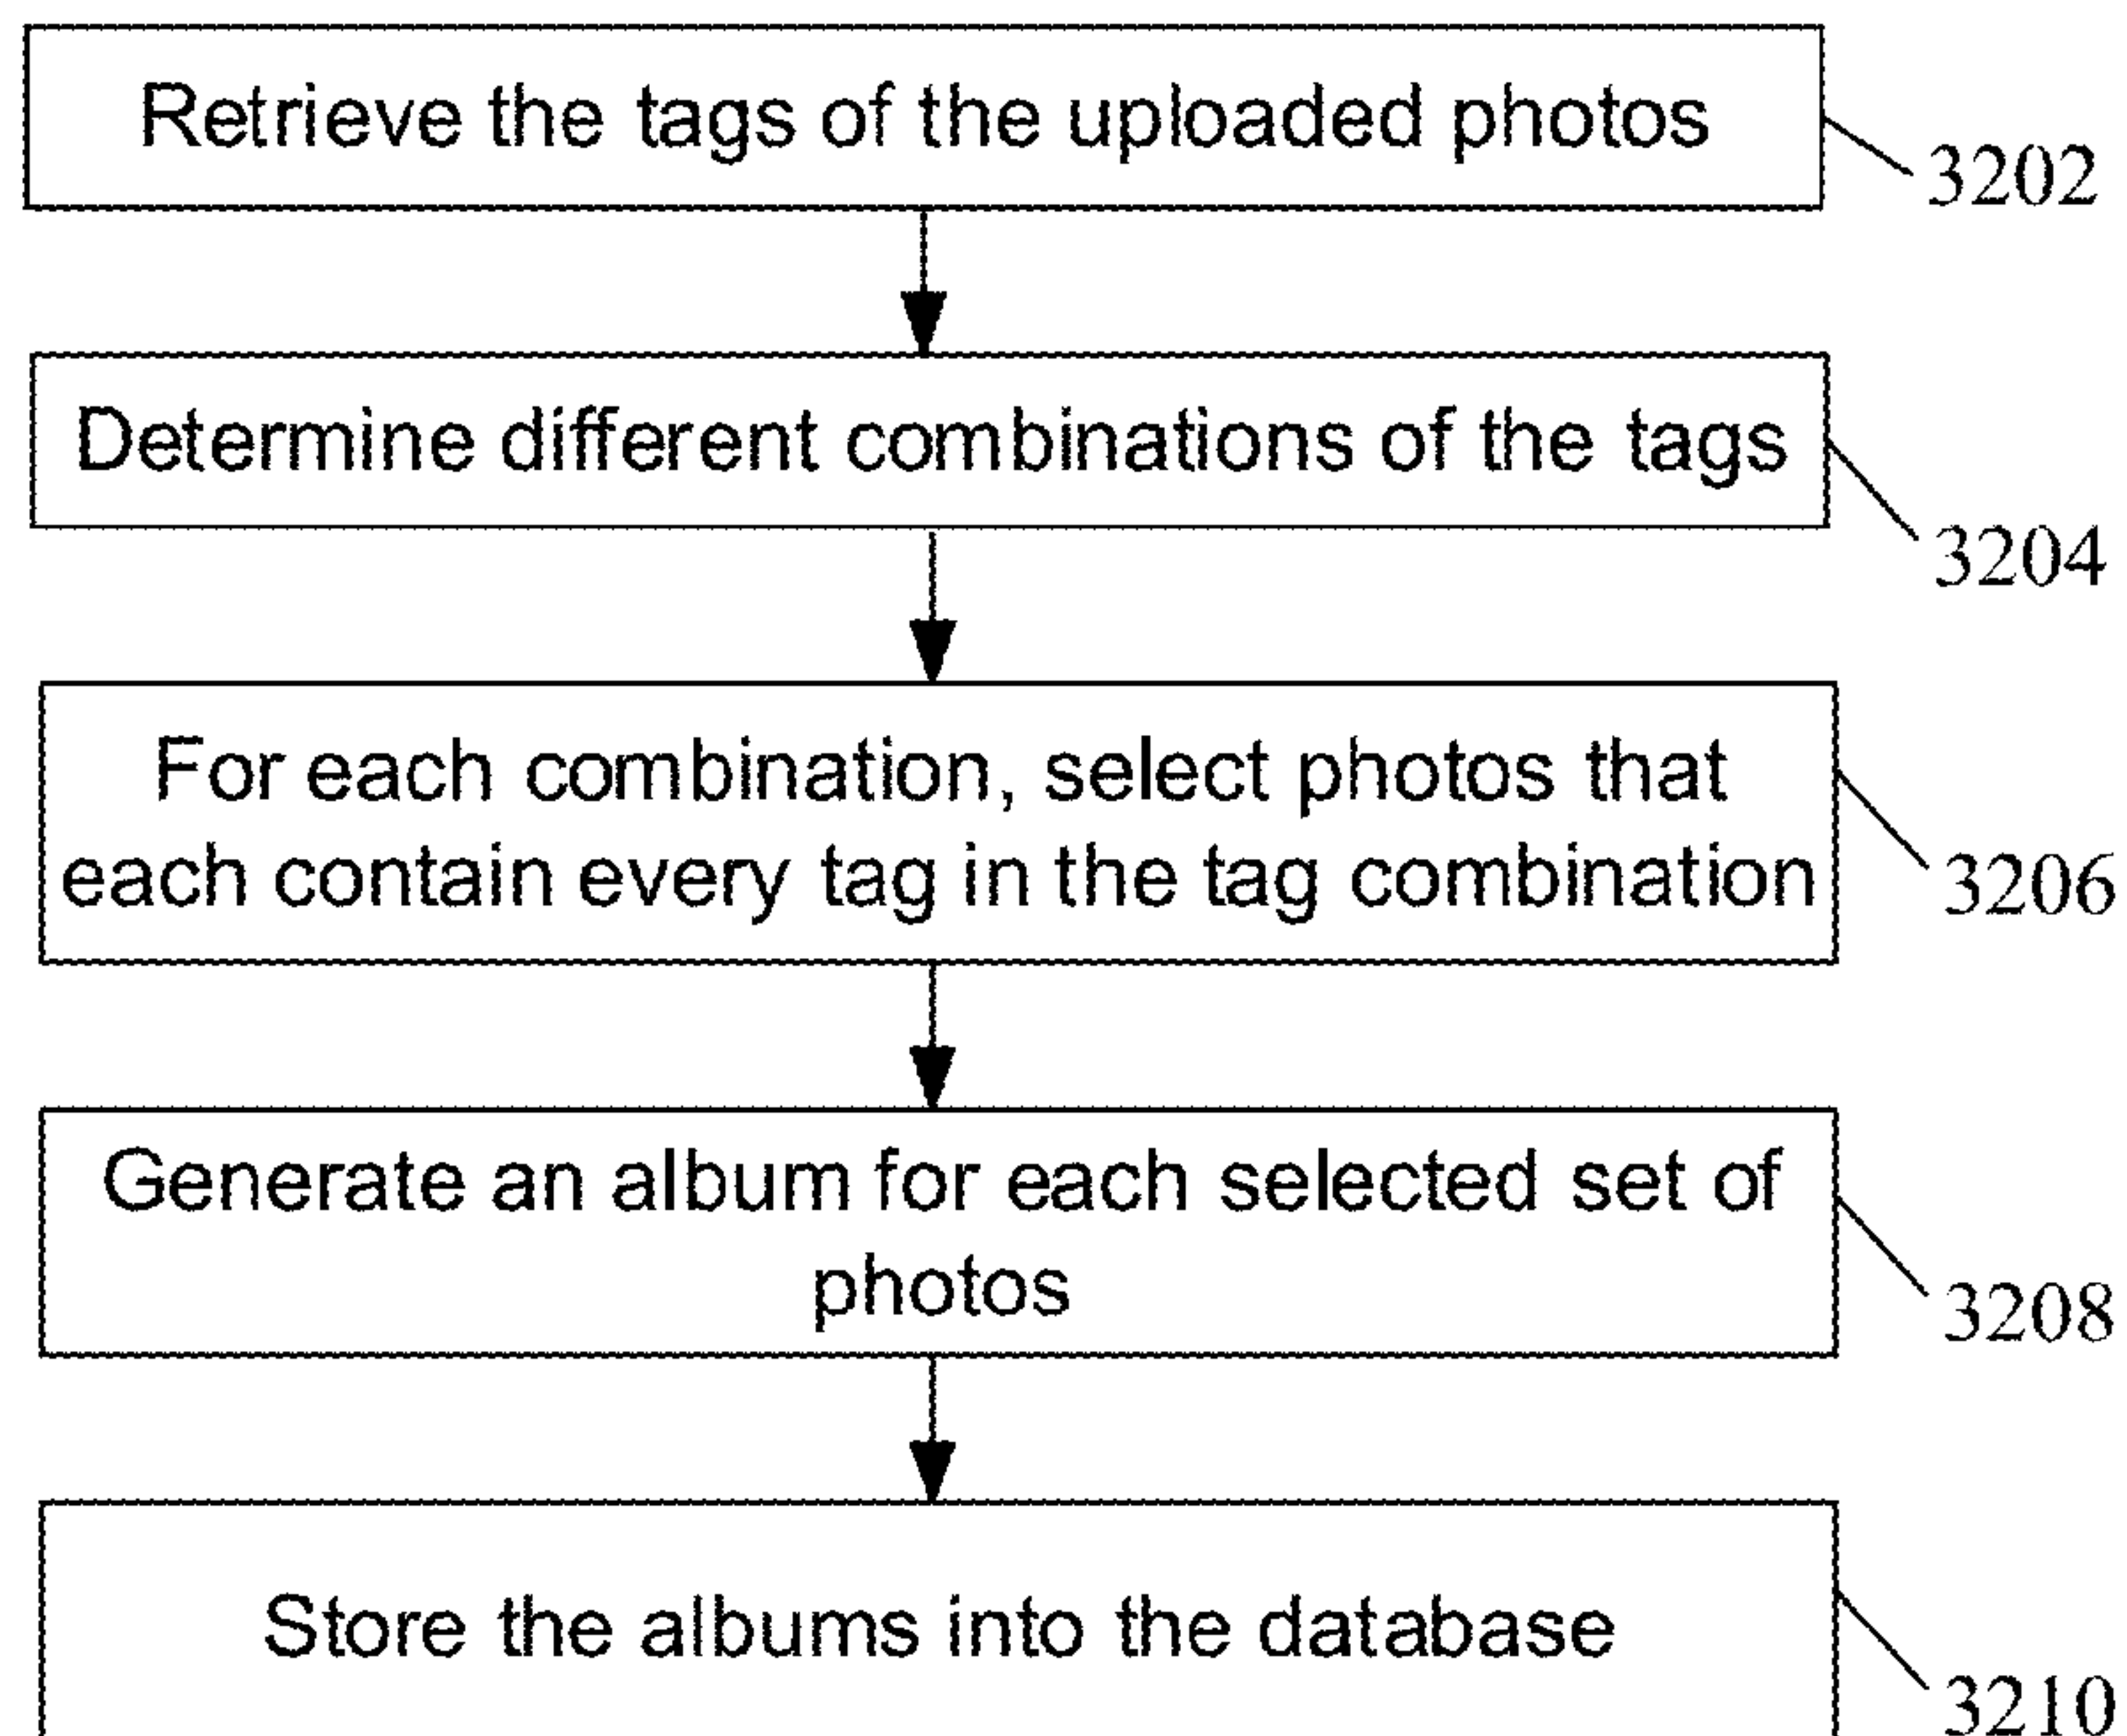 Retrieve the tags of the uploaded photos
3202
Determine different combinations of the tags
3204
For each combination, select photos that
each contain every tag in the tag combination
3206
Generate an album for each selected set of
photos
3208
Store the albums into the database
3210